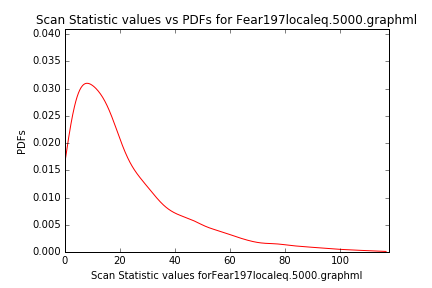 Scan Statistic values vs PDFs for Fear197localeq.5000.graphml
0.040
0.035
0.030
0.025
0.020
0.015
0.010
0.005
0.000
PDFs
0 20 40 60 80 100
Scan Statistic values forFear197localeq.5000.graphml